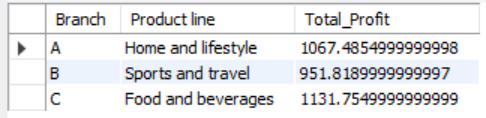 Branch Product line Total_Profit
A Home and lifestyle 1067.4854999999998
B Sports and travel 951.8189999999997
C Food and beverages 1131.7549999999999